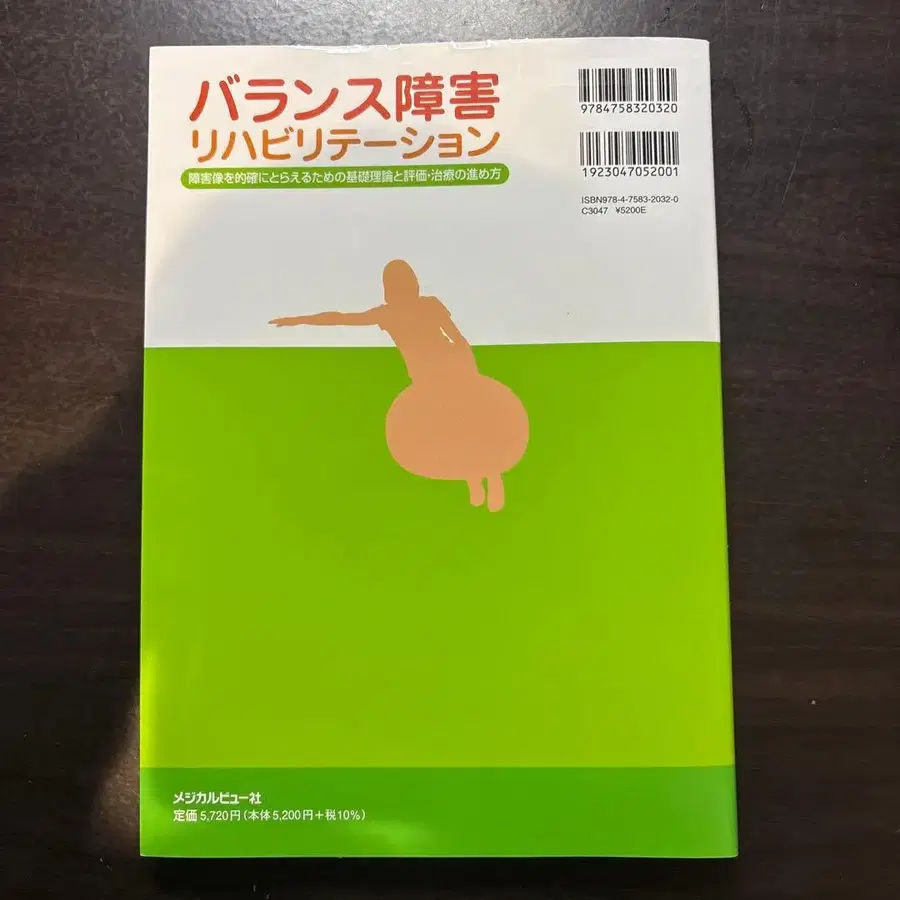 バランス障害
リハビリテーション
障害像を的確にとらえるための基礎理論と評価・治療の進め方
9784758320320
1923047052001
ISBN978-4-7583-2032-0
C3047 ¥5200E
メジカルビュー社
定価5,720円(本体5,200円+税10%)